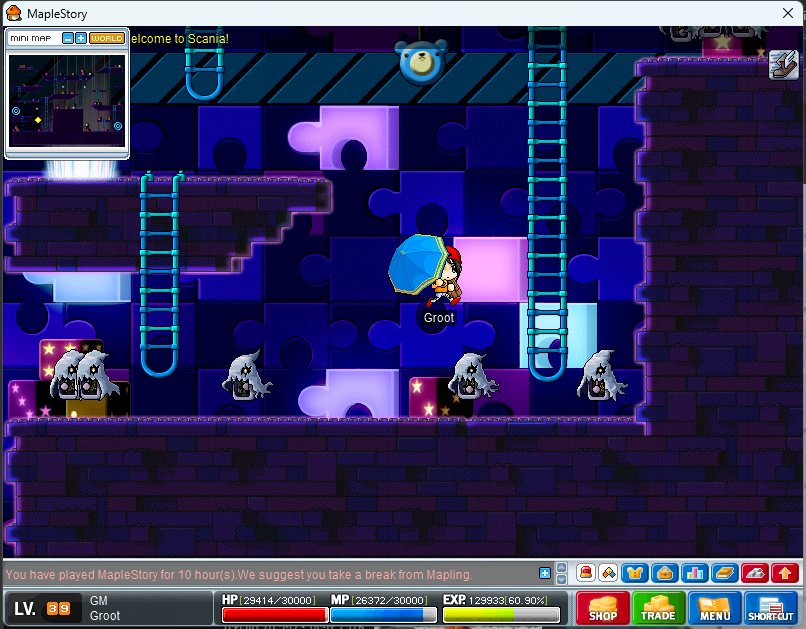 MapleStory
MINI MAP
WORLD
elcome to Scania!
Groot
You have played MapleStory for 10 hour(s).We suggest you take a break from Mapling.
LV. 39
GM
Groot
HP[29414/30000] MP[26372/30000] EXP 129933[60.90%]
SHOP
TRADE
MENU
SHORTCUT